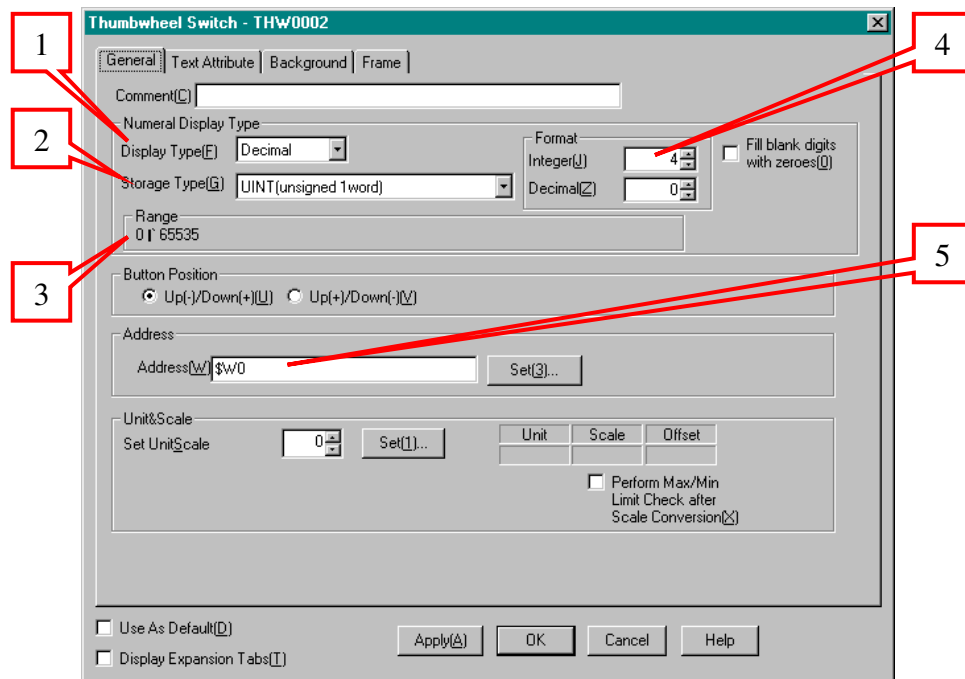 Thumbwheel Switch - THW0002
1
4
General Text Attribute Background Frame
Comment(C)
2
Numeral Display Type
Display Type(F) Decimal
Format
Integer(J) 4
Fill blank digits
with zeroes(0)
Storage Type(G) UINT(unsigned 1word)
Decimal(Z) 0
Range
0 ｢` 65535
3
5
Button Position
Up(-)/Down(+)(U) Up(+)/Down(-)(V)
Address
Address(W) $W0 Set(3)...
Unit&Scale
Set UnitScale 0 Set(1)...
Unit Scale Offset
Perform Max/Min
Limit Check after
Scale Conversion(X)
Use As Default(D)
Display Expansion Tabs(T)
Apply(A) OK Cancel Help